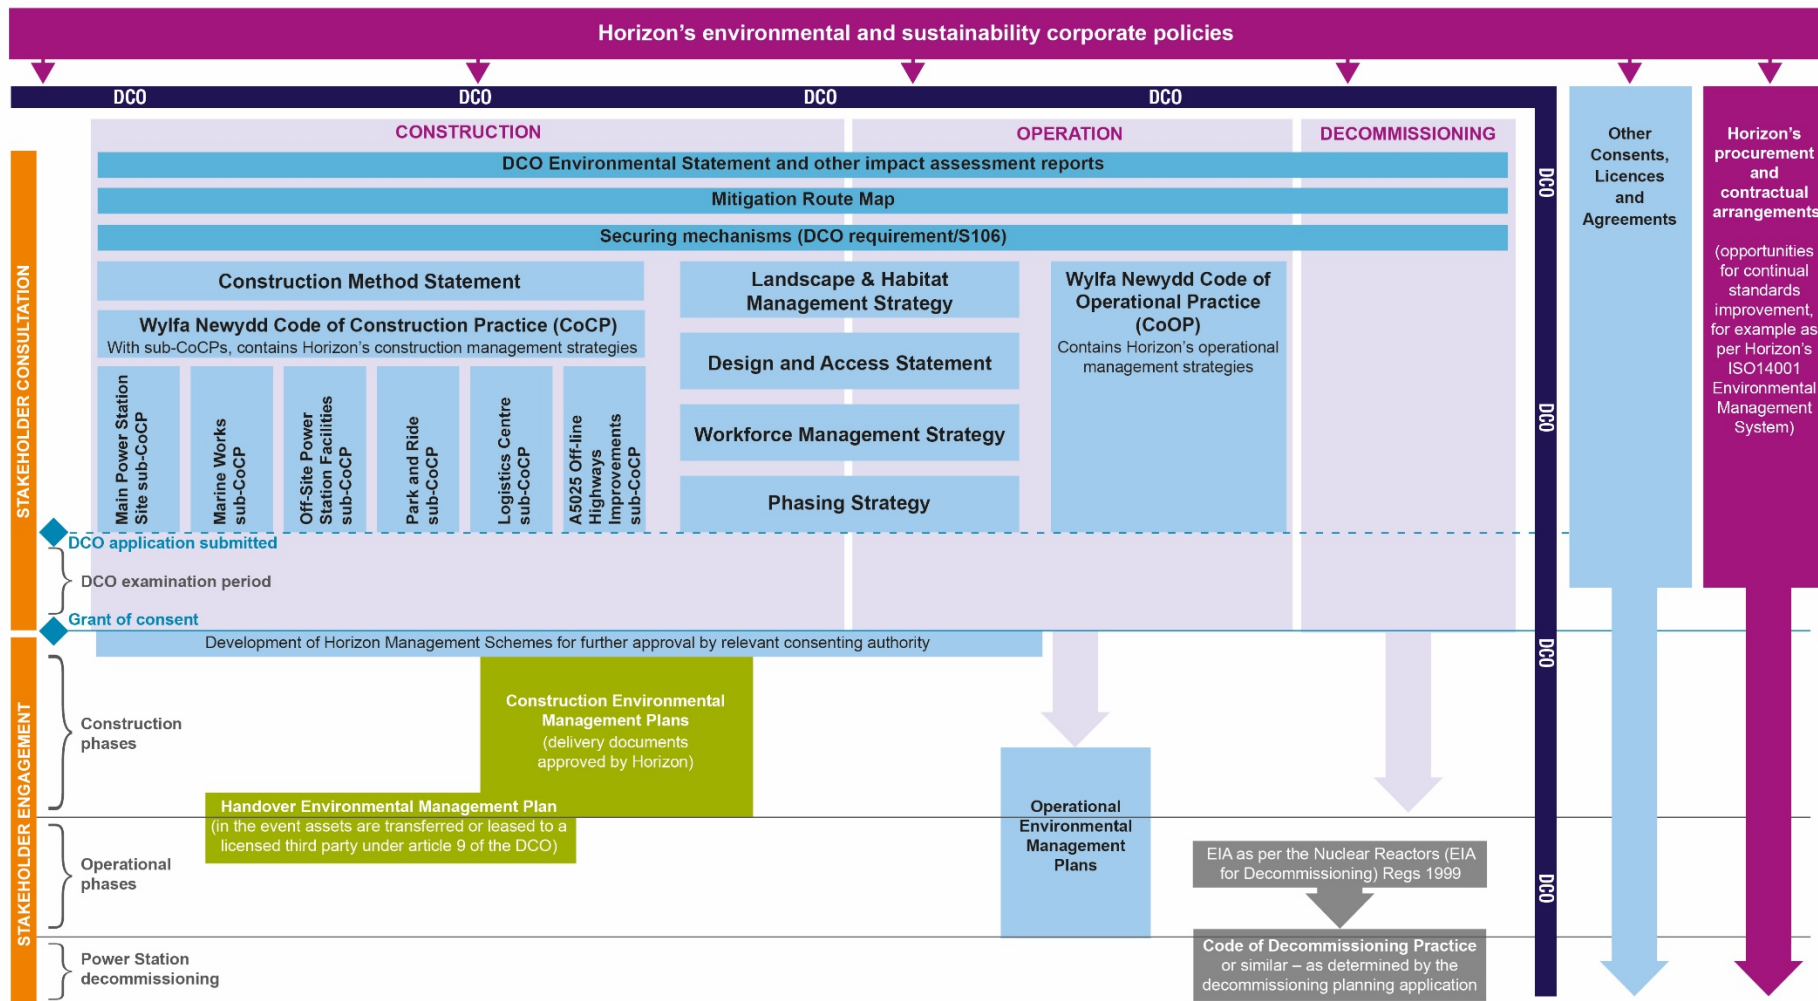 Horizon's environmental and sustainability corporate policies
DCO DCO DCO DCO
CONSTRUCTION
OPERATION
DECOMMISSIONING
DCO Environmental Statement and other impact assessment reports
Mitigation Route Map
Securing mechanisms (DCO requirement/S106)
Construction Method Statement
Wylfa Newydd Code of Construction Practice (CoCP)
With sub-CoCPs, contains Horizon's construction management strategies
Main Power Station
Site sub-CoCP
Marine Works
sub-CoCP
Off-Site Power
Station Facilities
sub-CoCP
Park and Ride
sub-CoCP
Logistics Centre
sub-CoCP
A5025 Off-line
Highways
Improvements
sub-CoCP
Landscape & Habitat
Management Strategy
Design and Access Statement
Workforce Management Strategy
Phasing Strategy
Wylfa Newydd Code of
Operational Practice
(CoOP)
Contains Horizon's operational
management strategies
DCO
DCO
DCO
DCO
Other
Consents,
Licences
and
Agreements
Horizon's
procurement
and
contractual
arrangements
(opportunities
for continual
standards
improvement,
for example as
per Horizon's
ISO14001
Environmental
Management
System)
STAKEHOLDER CONSULTATION
DCO application submitted
DCO examination period
Grant of consent
STAKEHOLDER ENGAGEMENT
Development of Horizon Management Schemes for further approval by relevant consenting authority
Construction
phases
Construction Environmental
Management Plans
(delivery documents
approved by Horizon)
Handover Environmental Management Plan
(in the event assets are transferred or leased to a
licensed third party under article 9 of the DCO)
Operational
phases
Operational
Environmental
Management
Plans
EIA as per the Nuclear Reactors (EIA
for Decommissioning) Regs 1999
Power Station
decommissioning
Code of Decommissioning Practice
or similar – as determined by the
decommissioning planning application